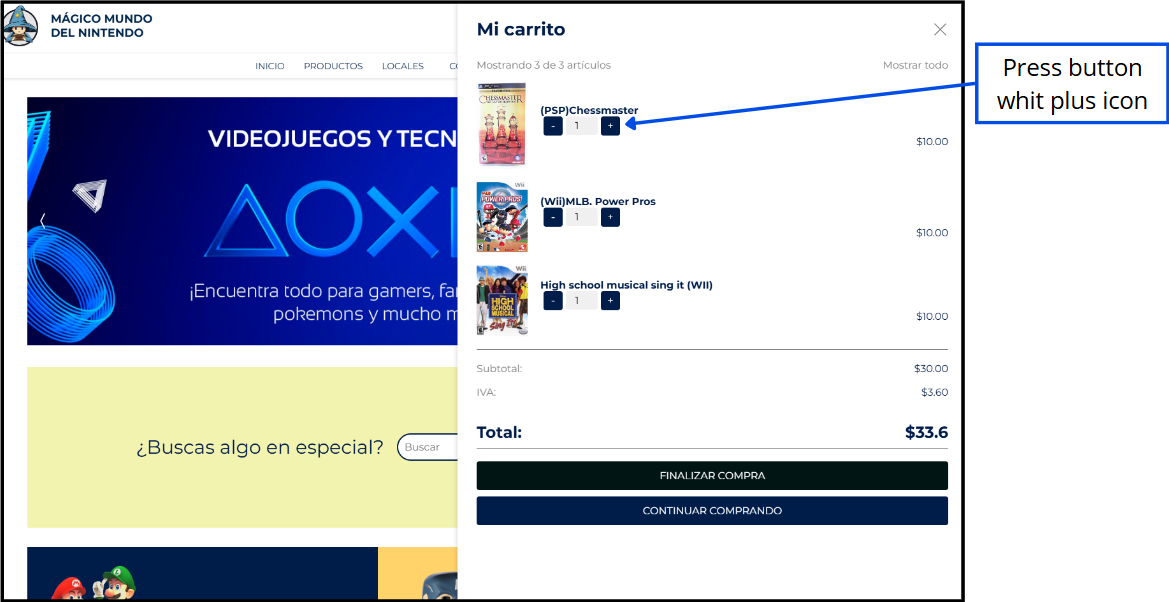 MÁGICO MUNDO
DEL NINTENDO
INICIO PRODUCTOS LOCALES
VIDEOJUEGOS Y TECN
¡Encuentra todo para gamers, fa
pokemons y mucho m
¿Buscas algo en especial?
Buscar
Mi carrito
Mostrando 3 de 3 artículos
Mostrar todo
CHESSMASTER
(PSP)Chessmaster
- 1 +
$10.00
Wii
POWER PROS
(Wii)MLB. Power Pros
- 1 +
$10.00
Wii
HIGH
SCHOOL
MUSICAL
Sing It!
High school musical sing it (WII)
- 1 +
$10.00
Subtotal: $30.00
IVA: $3.60
Total: $33.6
FINALIZAR COMPRA
CONTINUAR COMPRANDO
Press button
whit plus icon